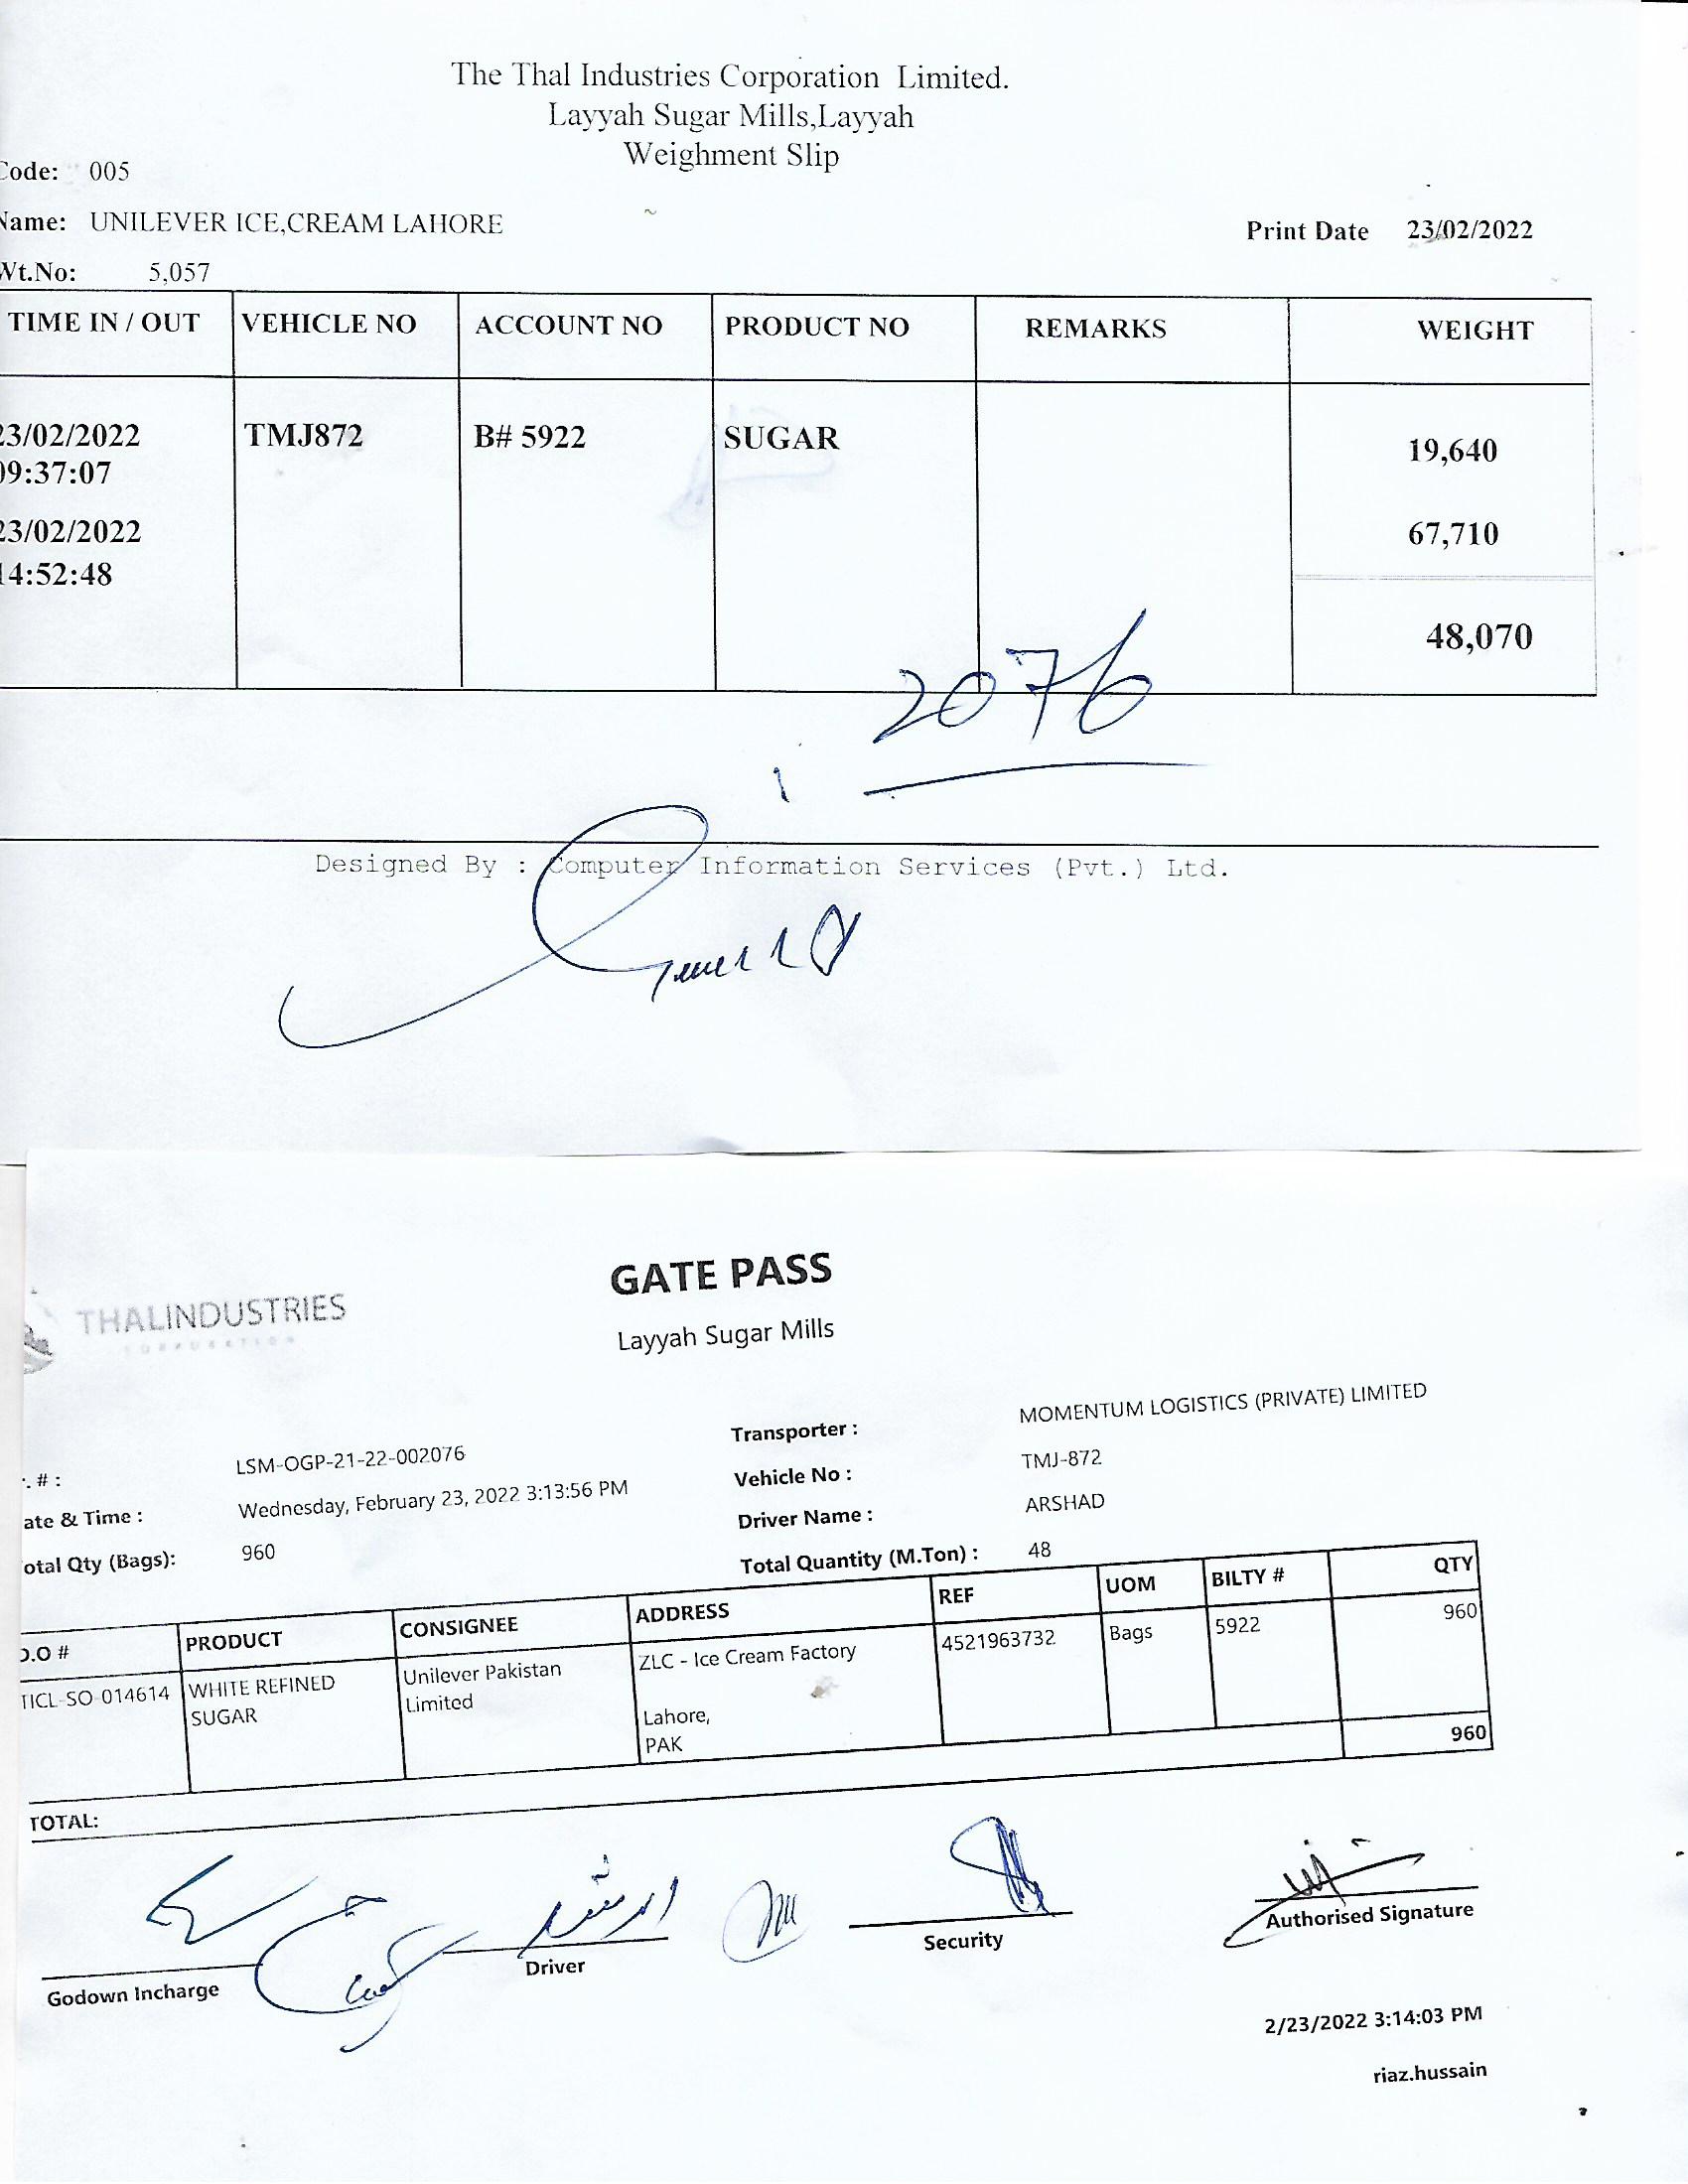 The Thal Industries Corporation Limited.
Layyah Sugar Mills,Layyah
Weighment Slip
Code: 005
Name: UNILEVER ICE,CREAM LAHORE
Print Date 23/02/2022
Wt.No: 5,057
TIME IN / OUT VEHICLE NO ACCOUNT NO PRODUCT NO REMARKS WEIGHT
23/02/2022 TMJ872 B# 5922 SUGAR 19,640
09:37:07
23/02/2022 67,710
14:52:48
48,070
2076
Designed By : Computer Information Services (Pvt.) Ltd.
GATE PASS
THALINDUSTRIES
CORPORATION
Layyah Sugar Mills
. # : LSM-OGP-21-22-002076
ate & Time : Wednesday, February 23, 2022 3:13:56 PM
otal Qty (Bags): 960
Transporter : MOMENTUM LOGISTICS (PRIVATE) LIMITED
Vehicle No : TMJ-872
Driver Name : ARSHAD
Total Quantity (M.Ton) : 48
D.O # PRODUCT CONSIGNEE ADDRESS REF UOM BILTY # QTY
TICL-SO-014614 WHITE REFINED SUGAR Unilever Pakistan Limited ZLC - Ice Cream Factory 4521963732 Bags 5922 960
Lahore,
PAK
TOTAL: 960
ارشد
Godown Incharge
Driver
Security
Authorised Signature
2/23/2022 3:14:03 PM
riaz.hussain